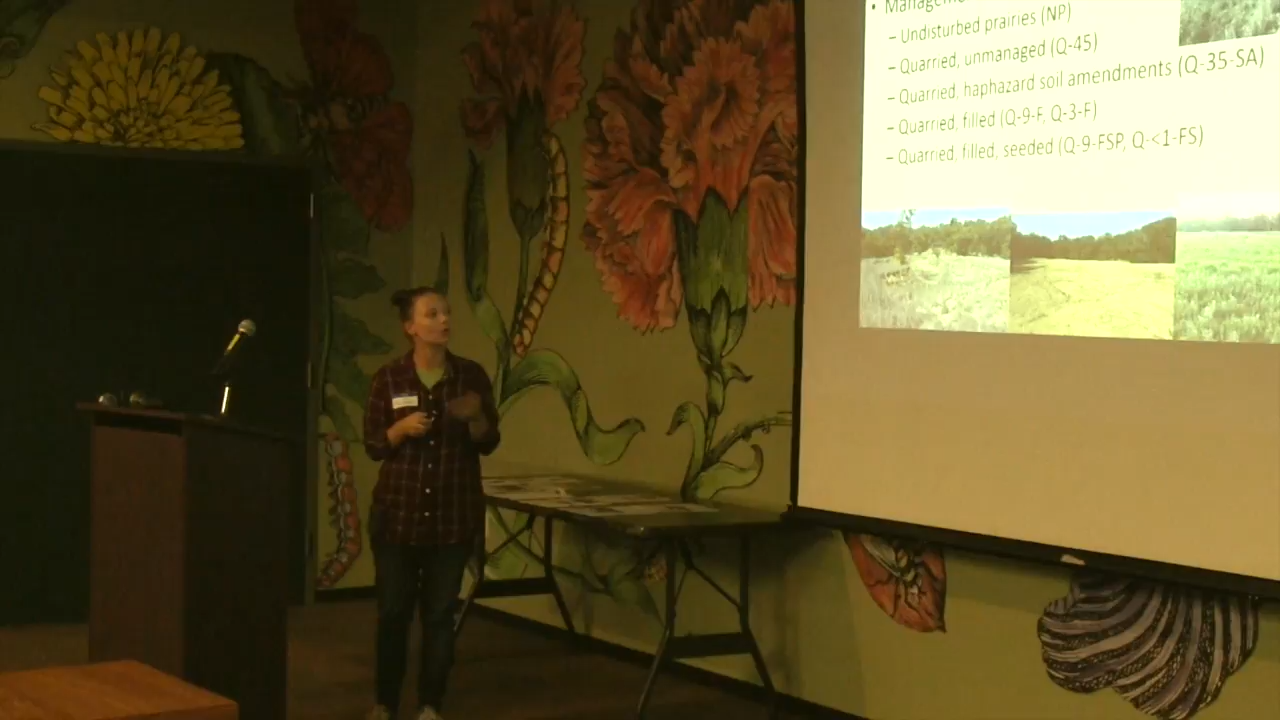 • Management
– Undisturbed prairies (NP)
– Quarried, unmanaged (Q-45)
– Quarried, haphazard soil amendments (Q-35-SA)
– Quarried, filled (Q-9-F, Q-3-F)
– Quarried, filled, seeded (Q-9-FSP, Q-<1-FS)